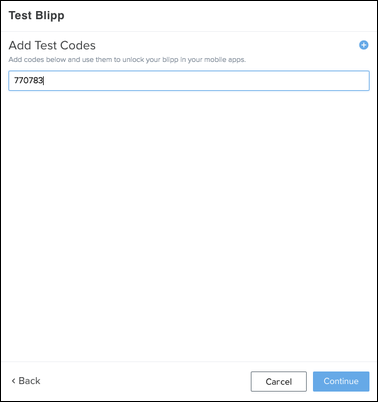 Test Blipp
Add Test Codes
Add codes below and use them to unlock your blipp in your mobile apps.
770783
Back
Cancel
Continue